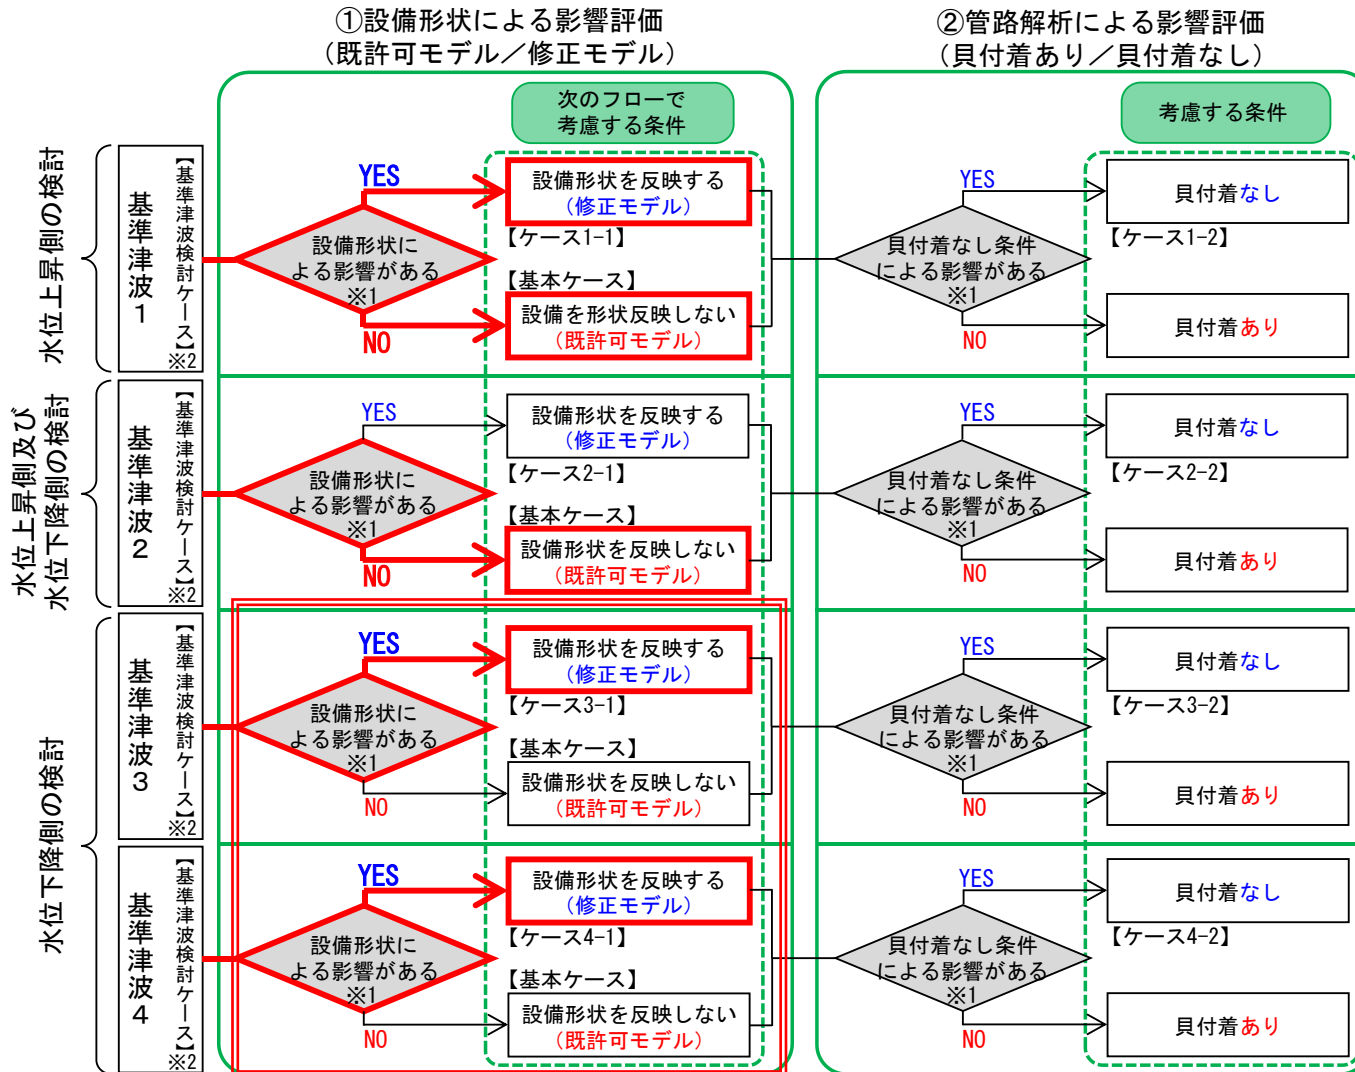 ①設備形状による影響評価
（既許可モデル／修正モデル）
②管路解析による影響評価
（貝付着あり／貝付着なし）
次のフローで
考慮する条件
考慮する条件
水位上昇側の検討
基準津波１
【基準津波検討ケース】
※2
設備形状に
よる影響がある
※1
YES
設備形状を反映する
（修正モデル）
【ケース1-1】
【基本ケース】
NO
設備を形状反映しない
（既許可モデル）
貝付着なし条件
による影響がある
※1
YES
貝付着なし
【ケース1-2】
NO
貝付着あり
水位上昇側及び
水位下降側の検討
基準津波２
【基準津波検討ケース】
※2
設備形状に
よる影響がある
※1
YES
設備形状を反映する
（修正モデル）
【ケース2-1】
【基本ケース】
NO
設備形状を反映しない
（既許可モデル）
貝付着なし条件
による影響がある
※1
YES
貝付着なし
【ケース2-2】
NO
貝付着あり
水位下降側の検討
基準津波３
【基準津波検討ケース】
※2
設備形状に
よる影響がある
※1
YES
設備形状を反映する
（修正モデル）
【ケース3-1】
【基本ケース】
NO
設備形状を反映しない
（既許可モデル）
貝付着なし条件
による影響がある
※1
YES
貝付着なし
【ケース3-2】
NO
貝付着あり
基準津波４
【基準津波検討ケース】
※2
設備形状に
よる影響がある
※1
YES
設備形状を反映する
（修正モデル）
【ケース4-1】
【基本ケース】
NO
設備形状を反映しない
（既許可モデル）
貝付着なし条件
による影響がある
※1
YES
貝付着なし
【ケース4-2】
NO
貝付着あり